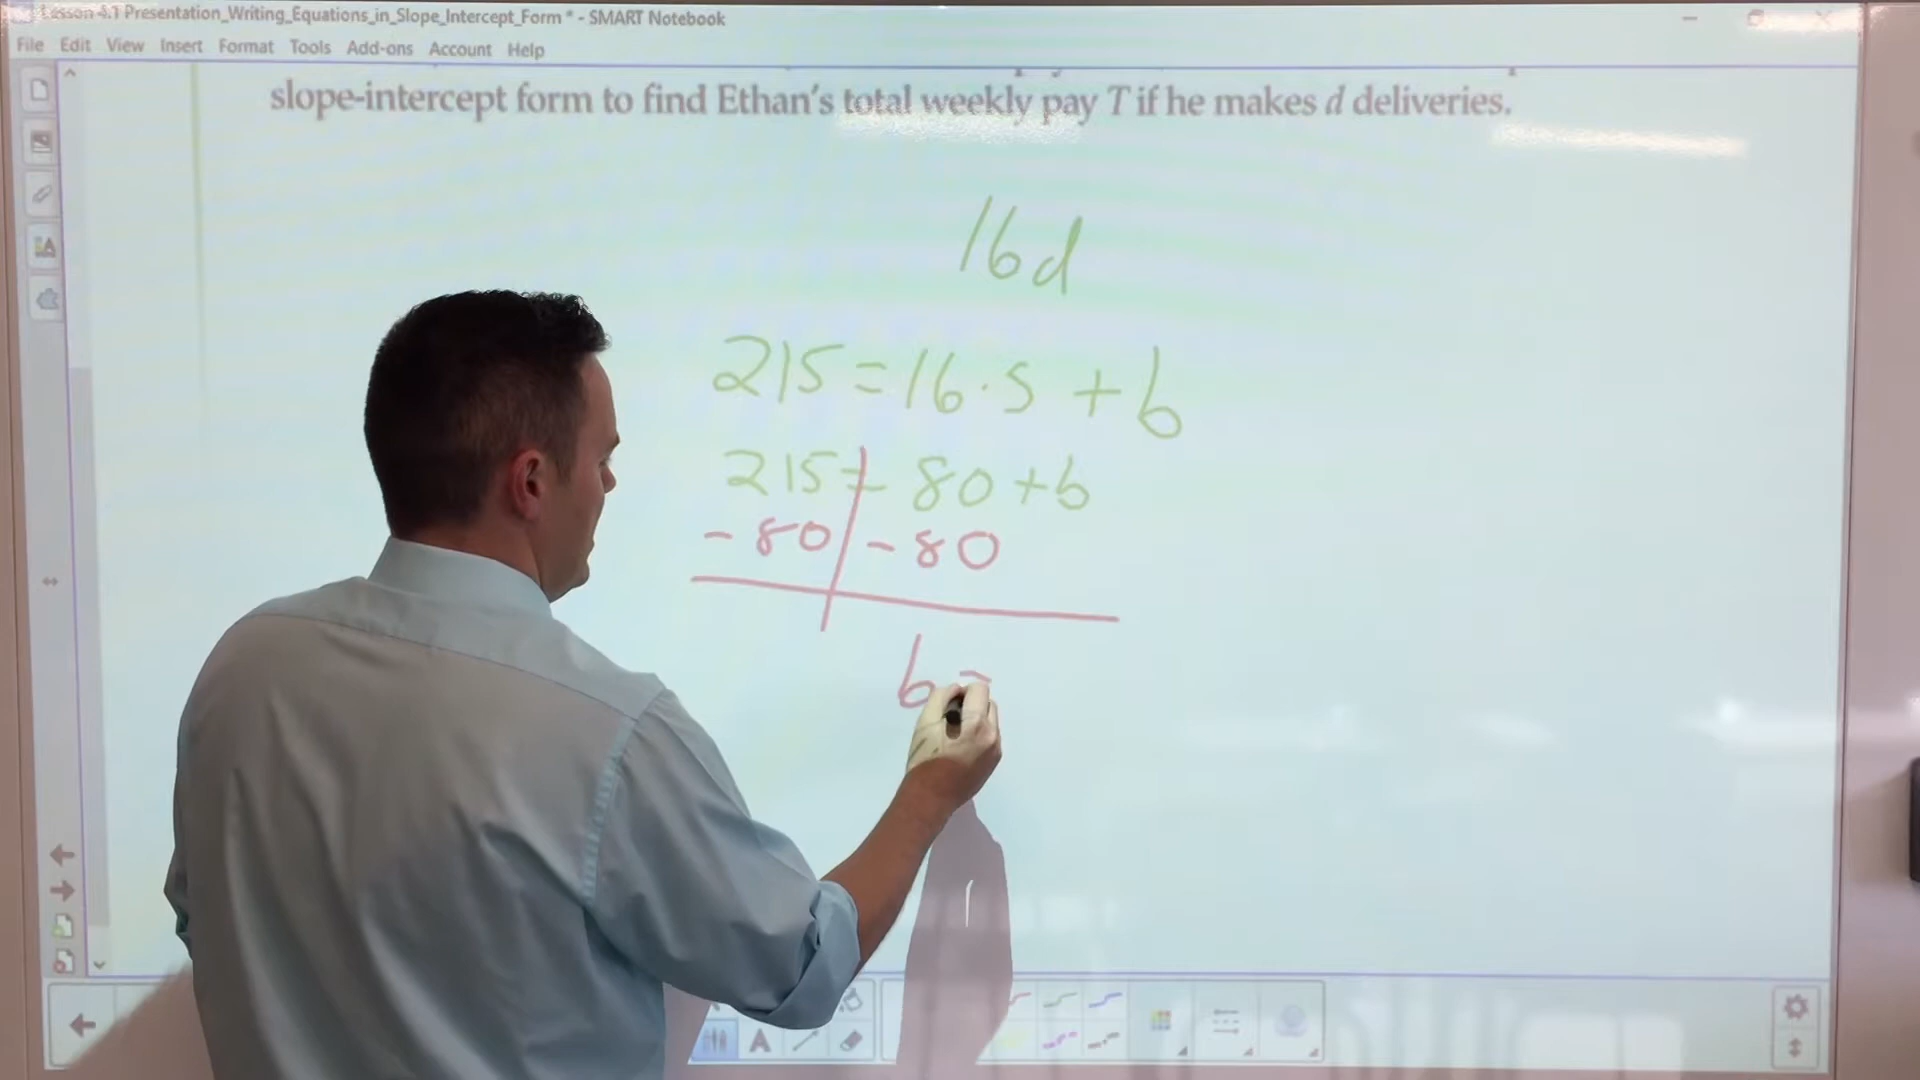 Lesson 4.1 Presentation_Writing_Equations_in_Slope_Intercept_Form * - SMART Notebook
File Edit View Insert Format Tools Add-ons Account Help
slope-intercept form to find Ethan's total weekly pay T if he makes d deliveries.
16d
215=16·5 +b
215= 80+b
-80 -80
b=